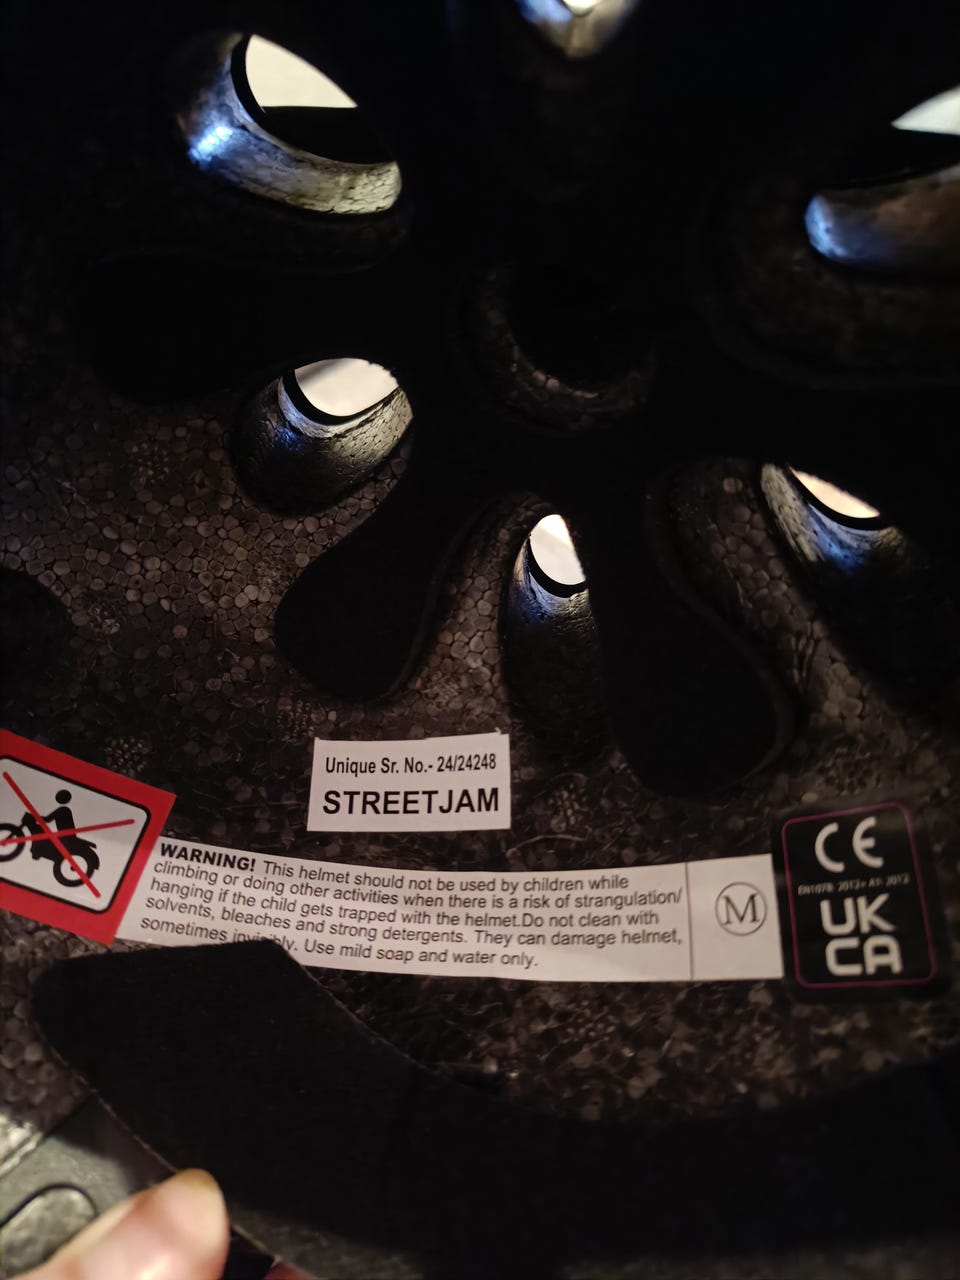 Unique Sr. No.- 24/24248
STREETJAM
WARNING! This helmet should not be used by children while
climbing or doing other activities when there is a risk of strangulation/
hanging if the child gets trapped with the helmet.Do not clean with
solvents, bleaches and strong detergents. They can damage helmet,
sometimes invisibly. Use mild soap and water only.
M
CE
EN1078: 2012+ A1: 2012
UK
CA